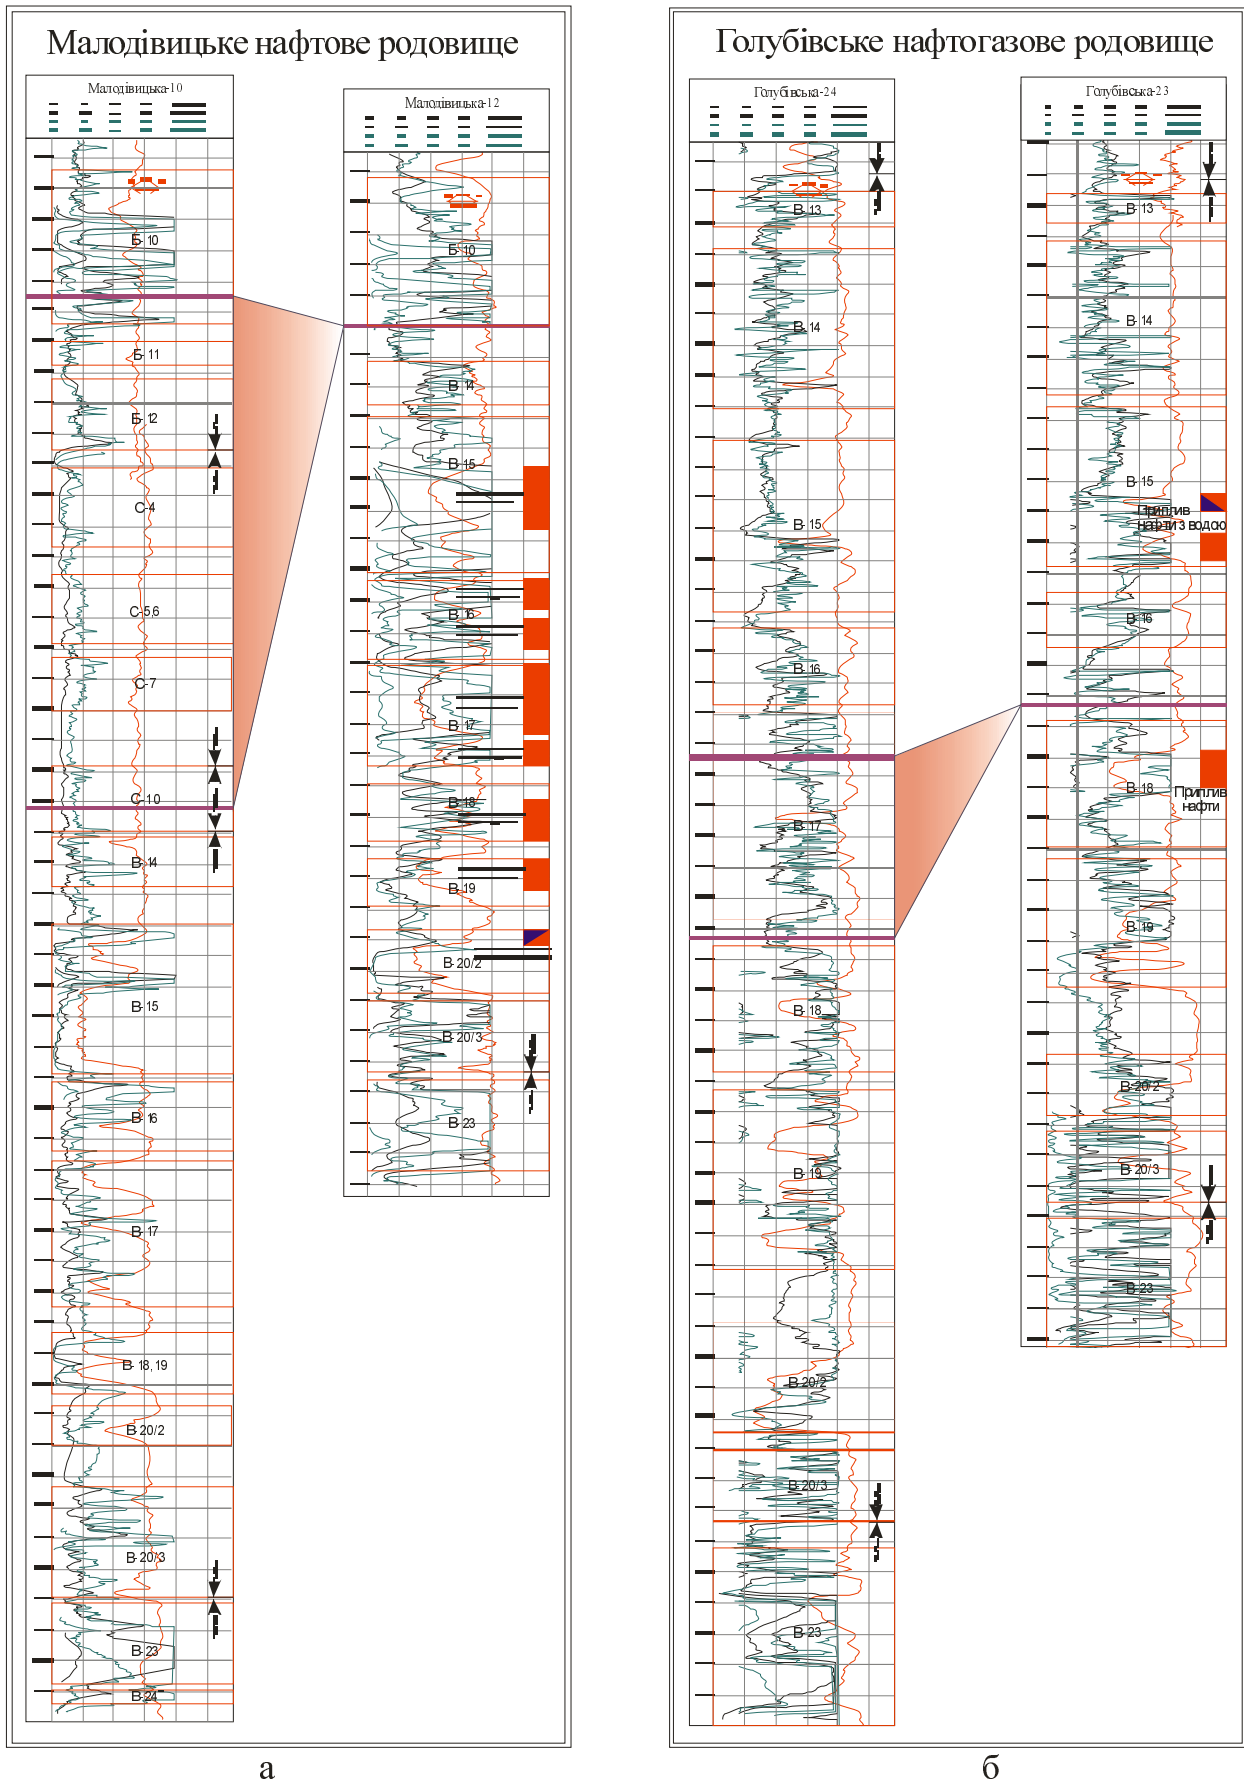 Малодівицьке нафтове родовище
Малодівицька-10
Б-10
Б-11
Б-12
С-4
С-5,6
С-7
С-10
В-14
В-15
В-16
В-17
В-18,19
В-20/2
В-20/3
В-23
В-24
Малодівицька-12
Б-10
В-14
В-15
В-16
В-17
В-18
В-19
В-20/2
В-20/3
В-23
а
Голубівське нафтогазове родовище
Голубівська-24
В-13
В-14
В-15
В-16
В-17
В-18
В-19
В-20/2
В-20/3
В-23
Голубівська-23
В-13
В-14
В-15
Приплив
нафти з водою
В-16
В-18
Приплив
нафти
В-19
В-20/2
В-20/3
В-23
б